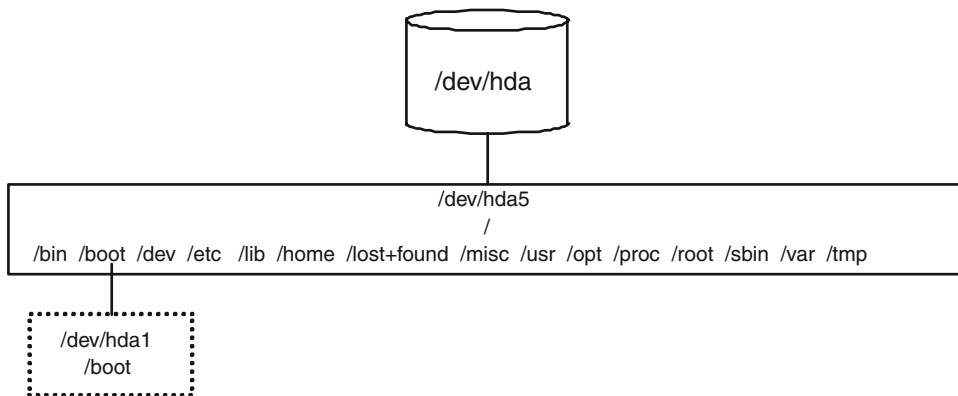 /dev/hda
/dev/hda5
/
/bin /boot /dev /etc /lib /home /lost+found /misc /usr /opt /proc /root /sbin /var /tmp
/dev/hda1
/boot